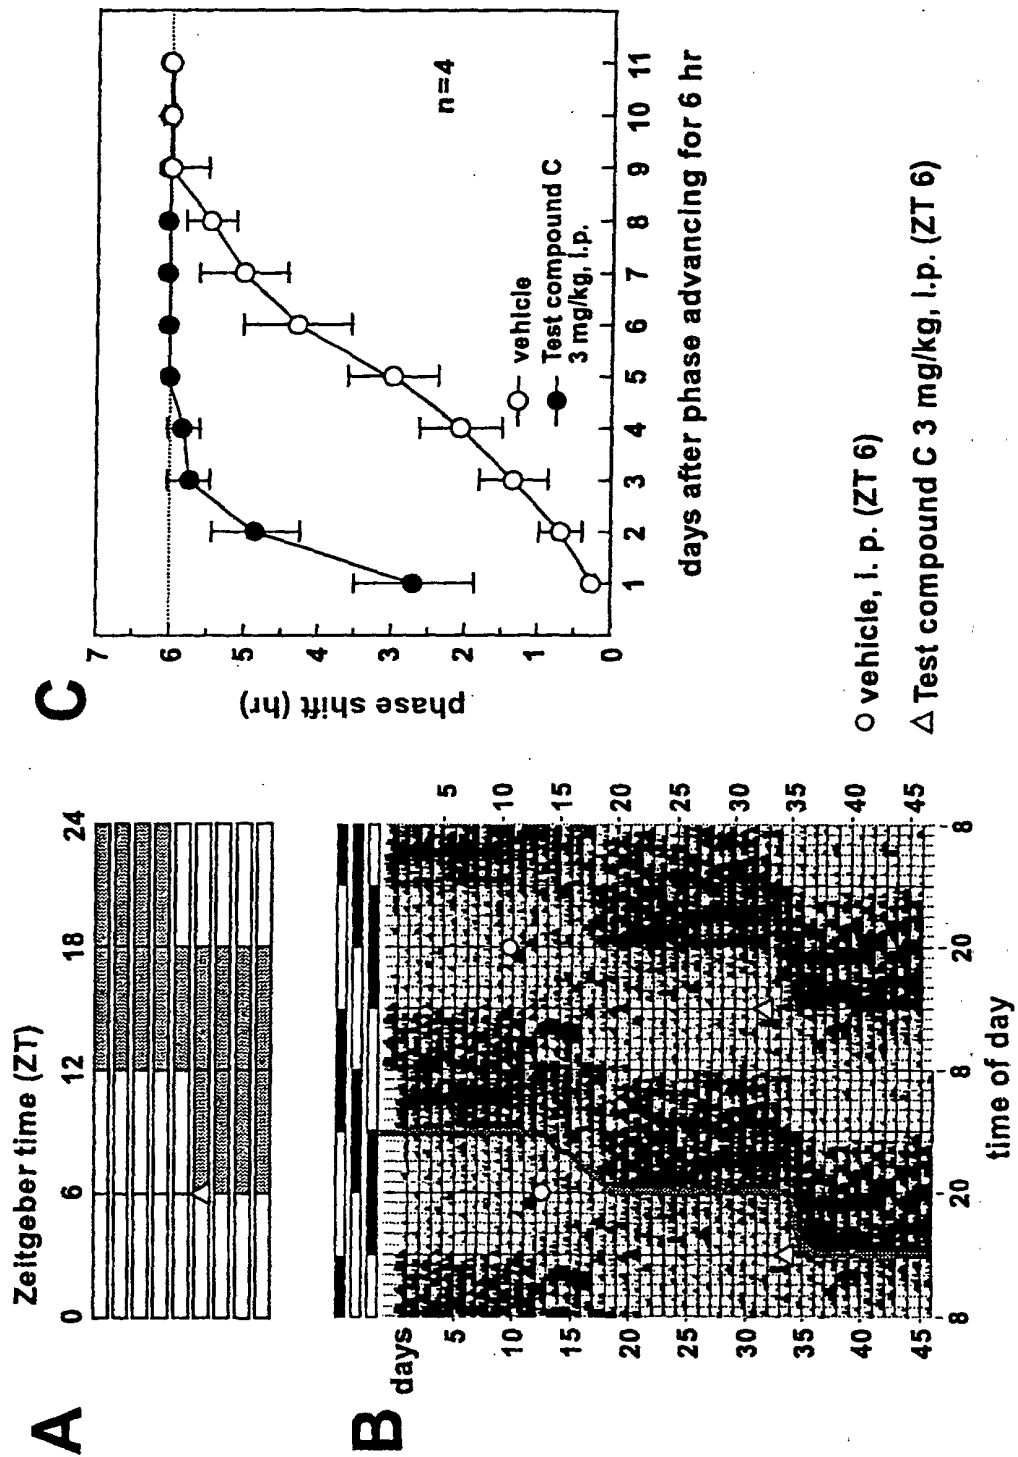 A
Zeitgeber time (ZT)
0 6 12 18 24
B
days
5 10 15 20 25 30 35 40 45
5 10 15 20 25 30 35 40 45
8 20 8 20 8
time of day
C
phase shift (hr)
7 6 5 4 3 2 1 0
n=4
vehicle
Test compound C
3 mg/kg, i.p.
1 2 3 4 5 6 7 8 9 10 11
days after phase advancing for 6 hr
vehicle, i. p. (ZT 6)
Test compound C 3 mg/kg, i.p. (ZT 6)